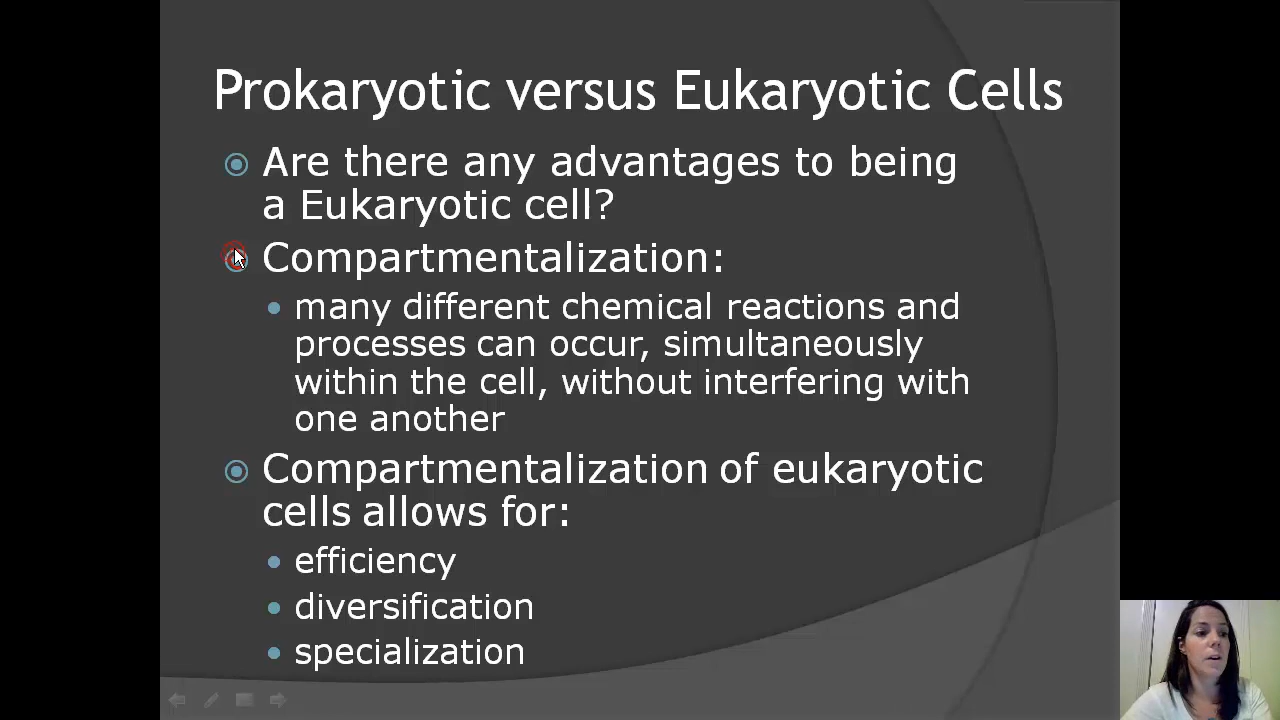 Prokaryotic versus Eukaryotic Cells
Are there any advantages to being
a Eukaryotic cell?
Compartmentalization:
many different chemical reactions and
processes can occur, simultaneously
within the cell, without interfering with
one another
Compartmentalization of eukaryotic
cells allows for:
efficiency
diversification
specialization